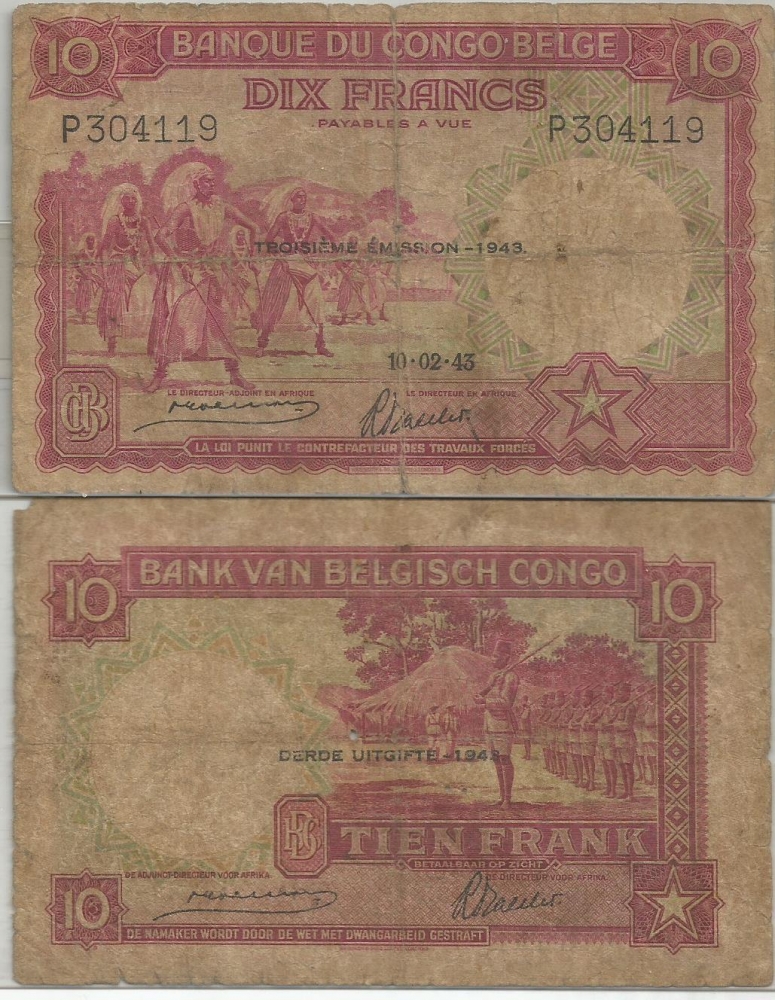 10 BANQUE DU CONGO BELGE 10
DIX FRANCS
PAYABLES A VUE
P304119 P304119
TROISIÈME EMISSION - 1943.
10·02·43
LE DIRECTEUR-ADJOINT EN AFRIQUE LE DIRECTEUR EN AFRIQUE
LA LOI PUNIT LE CONTREFACTEUR DES TRAVAUX FORCÉS
10 BANK VAN BELGISCH CONGO 10
DERDE UITGIFTE - 1943.
TIEN FRANK
BETAALBAAR OP ZICHT
DE ADJUNCT-DIRECTEUR VOOR AFRIKA DE DIRECTEUR VOOR AFRIKA
10
DE NAMAKER WORDT DOOR DE WET MET DWANGARBEID GESTRAFT